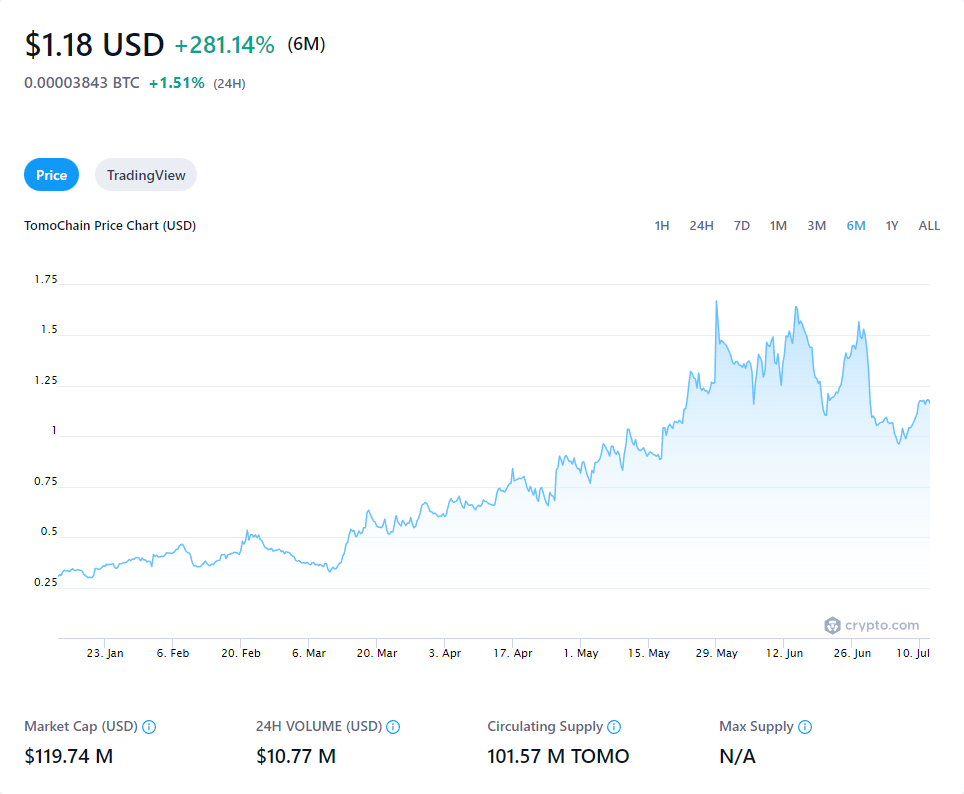 $1.18 USD +281.14% (6M)
0.00003843 BTC +1.51% (24H)
Price TradingView
TomoChain Price Chart (USD) 1H 24H 7D 1M 3M 6M 1Y ALL
1.75
1.5
1.25
1
0.75
0.5
0.25
crypto.com
23. Jan 6. Feb 20. Feb 6. Mar 20. Mar 3. Apr 17. Apr 1. May 15. May 29. May 12. Jun 26. Jun 10. Jul
Market Cap (USD) 24H VOLUME (USD) Circulating Supply Max Supply
$119.74 M $10.77 M 101.57 M TOMO N/A